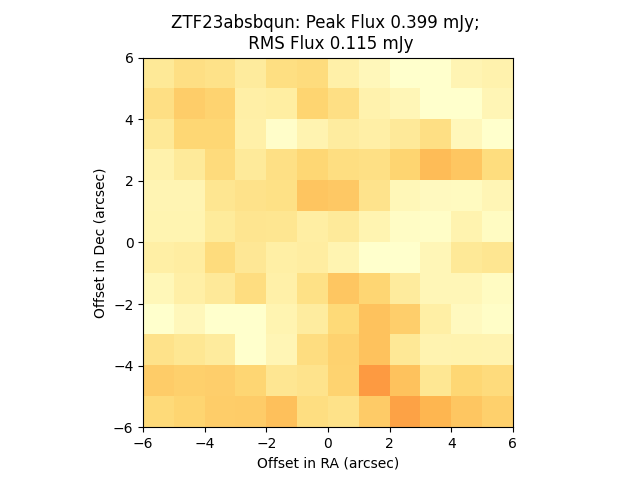 ZTF23absbqun: Peak Flux 0.399 mJy;
RMS Flux 0.115 mJy
6
4
2
0
−2
−4
−6
Offset in Dec (arcsec)
−6 −4 −2 0 2 4 6
Offset in RA (arcsec)